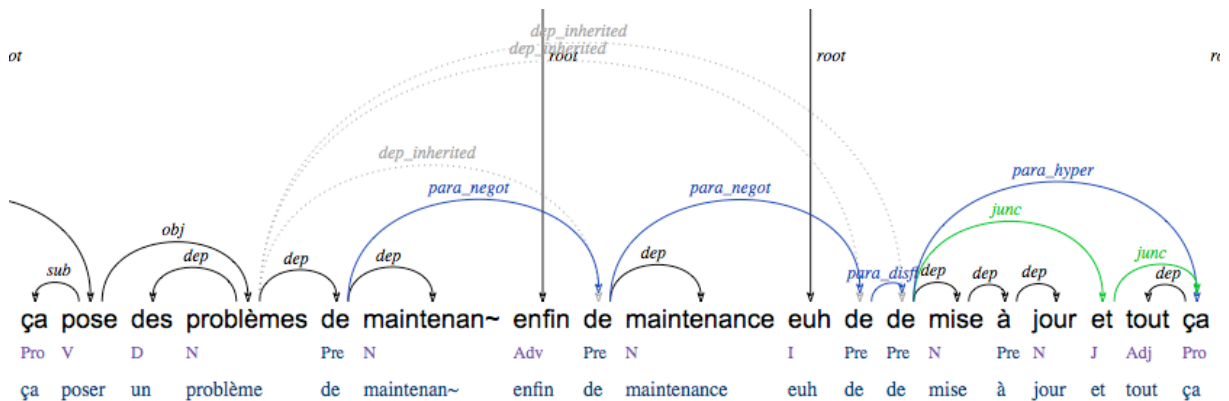 dep_inherited
dep_inherited
ot root root
dep_inherited
para_negot para_negot para_hyper
obj junc
sub dep dep dep dep para_disfl dep dep dep junc dep
ça pose des problèmes de maintenan~ enfin de maintenance euh de de mise à jour et tout ça
Pro V D N Pre N Adv Pre N I Pre Pre N Pre N J Adj Pro
ça poser un problème de maintenan~ enfin de maintenance euh de de mise à jour et tout ça